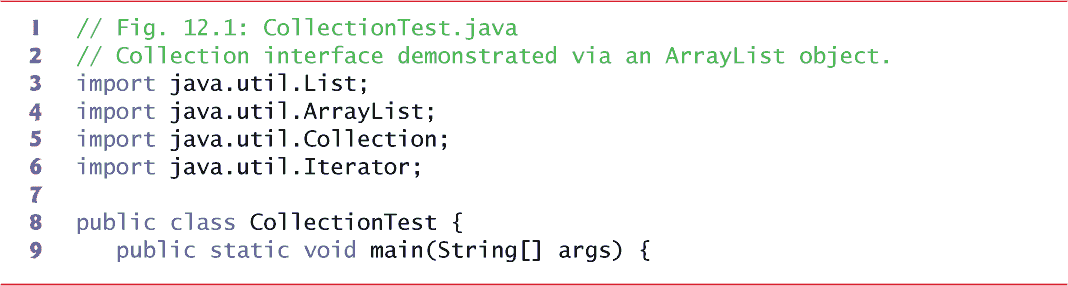 1 // Fig. 12.1: CollectionTest.java
2 // Collection interface demonstrated via an ArrayList object.
3 import java.util.List;
4 import java.util.ArrayList;
5 import java.util.Collection;
6 import java.util.Iterator;
7
8 public class CollectionTest {
9 public static void main(String[] args) {